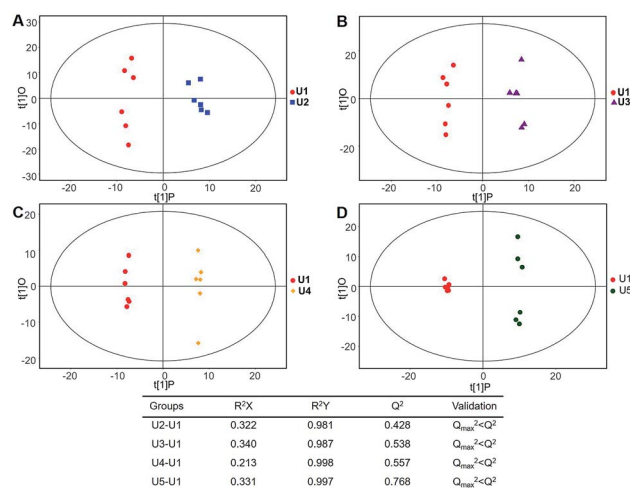 A
30
20
10
0
-10
-20
-30
t[1]O
-20
-10
0
10
20
t[1]P
U1
U2
B
20
0
-20
t[1]O
-20
0
20
t[1]P
U1
U3
C
20
10
0
-10
-20
t[1]O
-20
-10
0
10
20
t[1]P
U1
U4
D
20
10
0
-10
-20
t[1]O
-20
-10
0
10
20
t[1]P
U1
U5
Groups R²X R²Y Q² Validation
U2-U1 0.322 0.981 0.428 Qmax²<Q²
U3-U1 0.340 0.987 0.538 Qmax²<Q²
U4-U1 0.213 0.998 0.557 Qmax²<Q²
U5-U1 0.331 0.997 0.768 Qmax²<Q²